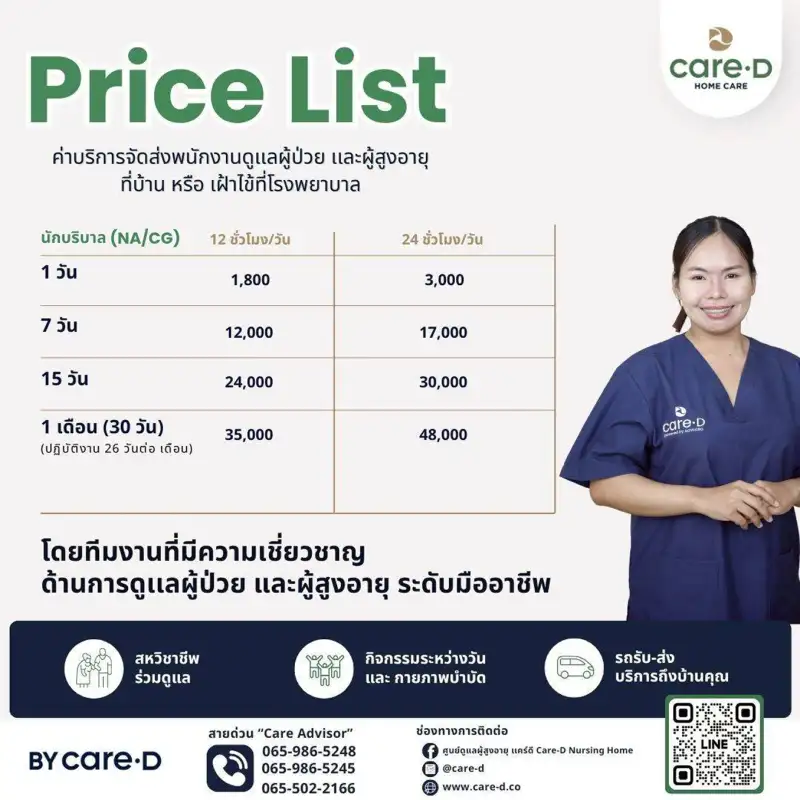 care·D
HOME CARE
Price List
ค่าบริการจัดส่งพนักงานดูแลผู้ป่วย และผู้สูงอายุ
ที่บ้าน หรือ เฝ้าไข้ที่โรงพยาบาล
นักบริบาล (NA/CG) 12 ชั่วโมง/วัน 24 ชั่วโมง/วัน
1 วัน 1,800 3,000
7 วัน 12,000 17,000
15 วัน 24,000 30,000
1 เดือน (30 วัน) 35,000 48,000
(ปฏิบัติงาน 26 วันต่อ เดือน)
care·D
โดยทีมงานที่มีความเชี่ยวชาญ
ด้านการดูแลผู้ป่วย และผู้สูงอายุ ระดับมืออาชีพ
สหวิชาชีพ
ร่วมดูแล
กิจกรรมระหว่างวัน
และ กายภาพบำบัด
รถรับ-ส่ง
บริการถึงบ้านคุณ
BY care·D
สายด่วน “Care Advisor”
065-986-5248
065-986-5245
065-502-2166
ช่องทางการติดต่อ
ศูนย์ดูแลผู้สูงอายุ แคร์ดี Care-D Nursing Home
@care-d
www.care-d.co
LINE